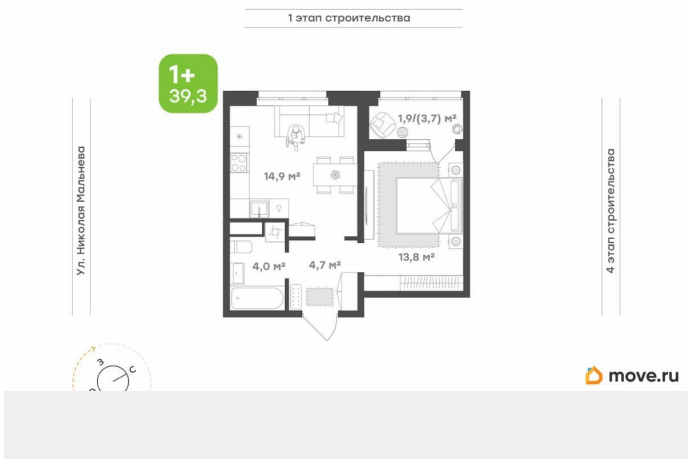 1 этап строительства
1+
39,3
1,9/(3,7) м²
14,9 м²
Ул. Николая Мальнева
4 этап строительства
13,8 м²
4,0 м²
4,7 м²
З
С
move.ru